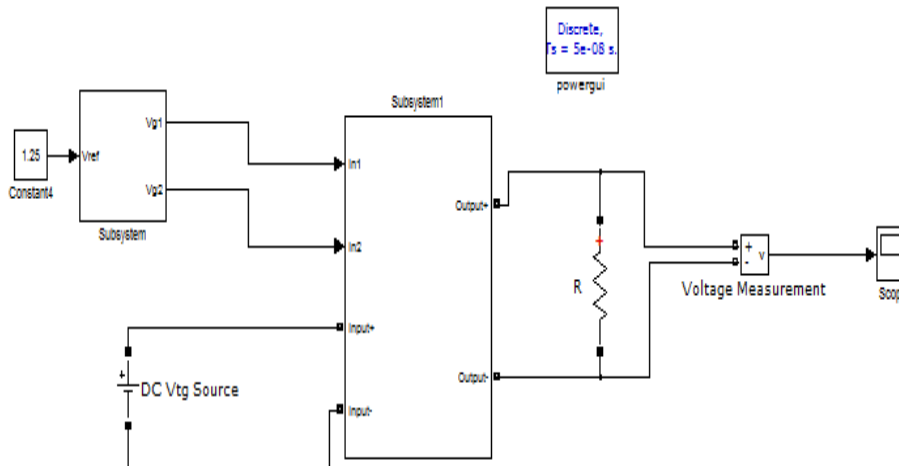 Discrete,
Ts = 5e-08 s.
powergui
Subsystem1
Vg1
1.25
Vref
In1
Constant4
Vg2
Output+
Subsystem
In2
+
+
-
v
R
Voltage Measurement
Scop
Input+
+
DC Vtg Source
Output-
Input-